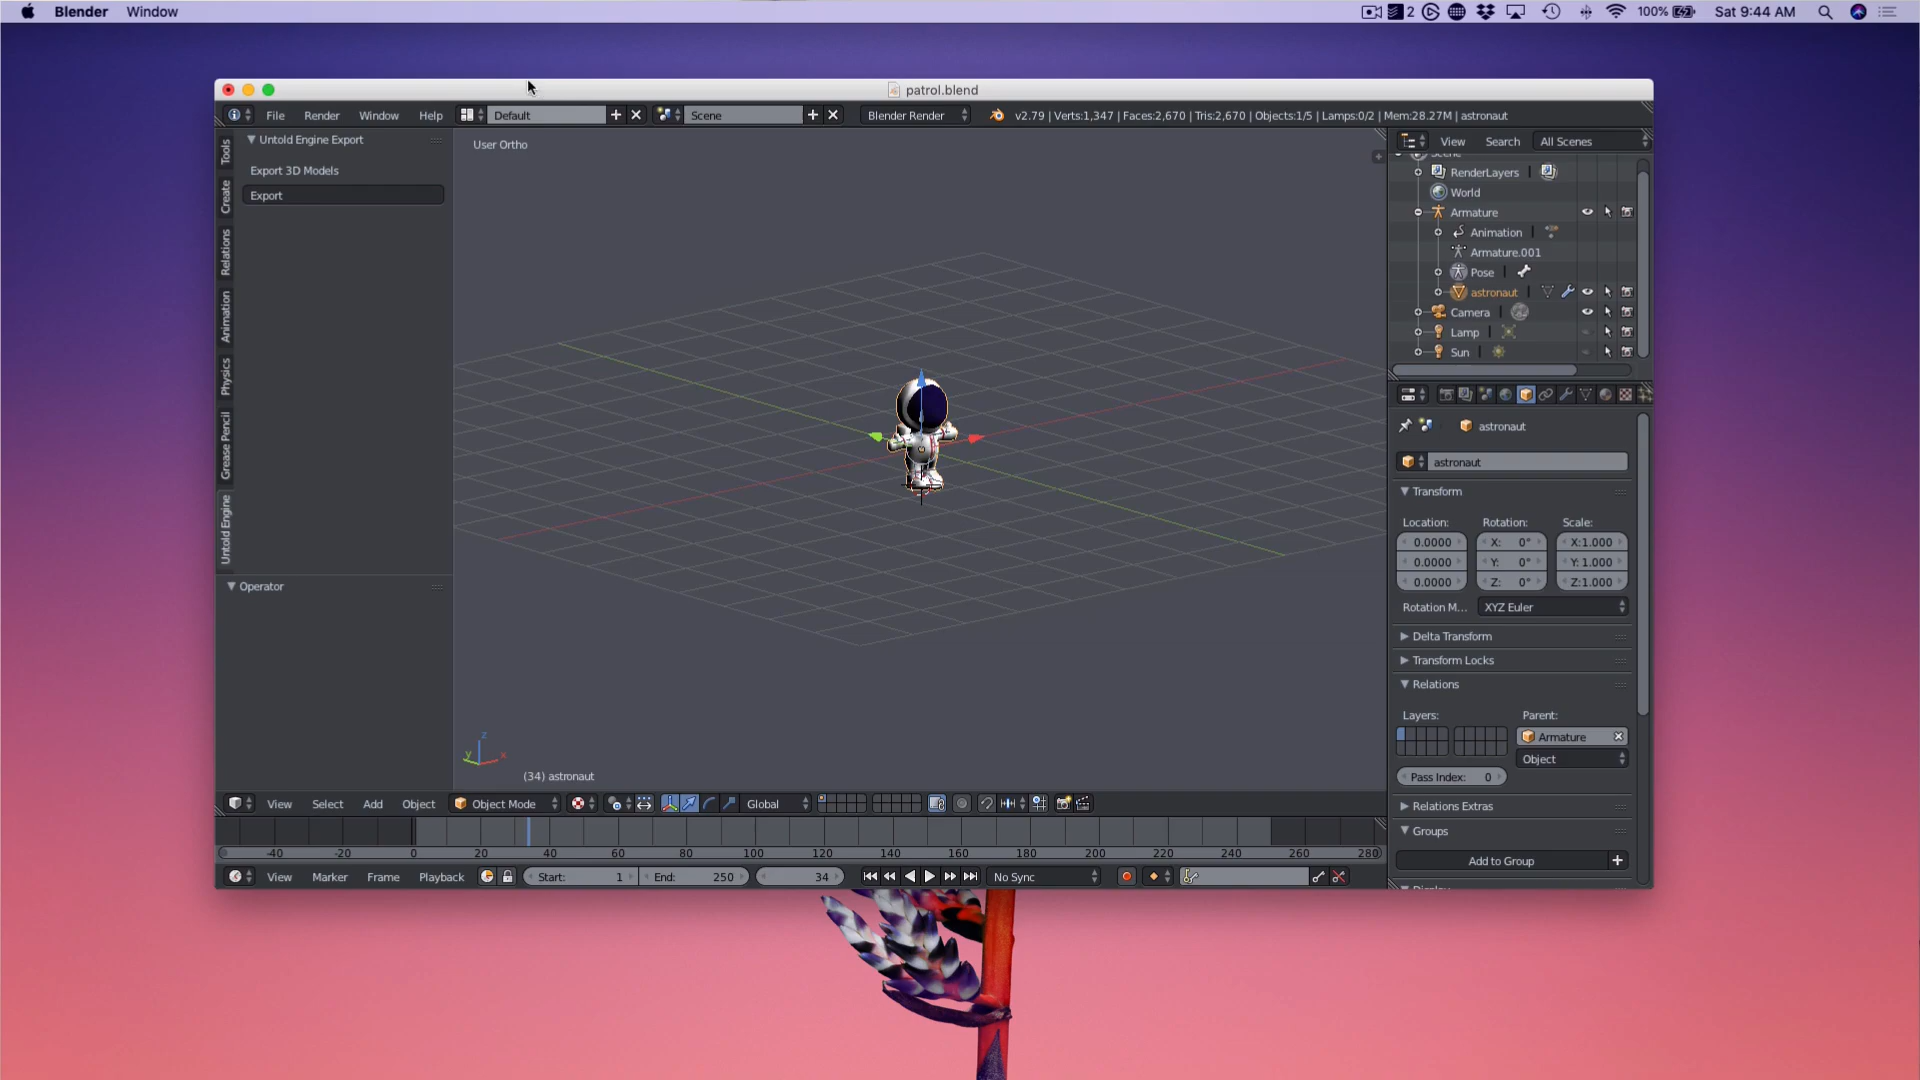 Blender Window 2 100% Sat 9:44 AM
patrol.blend
File Render Window Help Default Scene Blender Render v2.79 | Verts:1,347 | Faces:2,670 | Tris:2,670 | Objects:1/5 | Lamps:0/2 | Mem:28.27M | astronaut
Tools
Create
Relations
Animation
Physics
Grease Pencil
Untold Engine
Untold Engine Export
Export 3D Models
Export
Operator
User Ortho
z
y x
(34) astronaut
View Search All Scenes
Scene
RenderLayers |
World
Armature
Animation |
Armature.001
Pose |
astronaut |
Camera |
Lamp |
Sun |
astronaut
astronaut
Transform
Location: Rotation: Scale:
0.0000 X: 0° X:1.000
0.0000 Y: 0° Y:1.000
0.0000 Z: 0° Z:1.000
Rotation M... XYZ Euler
Delta Transform
Transform Locks
Relations
Layers: Parent:
Armature
Object
Pass Index: 0
Relations Extras
Groups
Add to Group
Display
View Select Add Object Object Mode Global
-40 -20 0 20 40 60 80 100 120 140 160 180 200 220 240 260 280
View Marker Frame Playback Start: 1 End: 250 34 No Sync